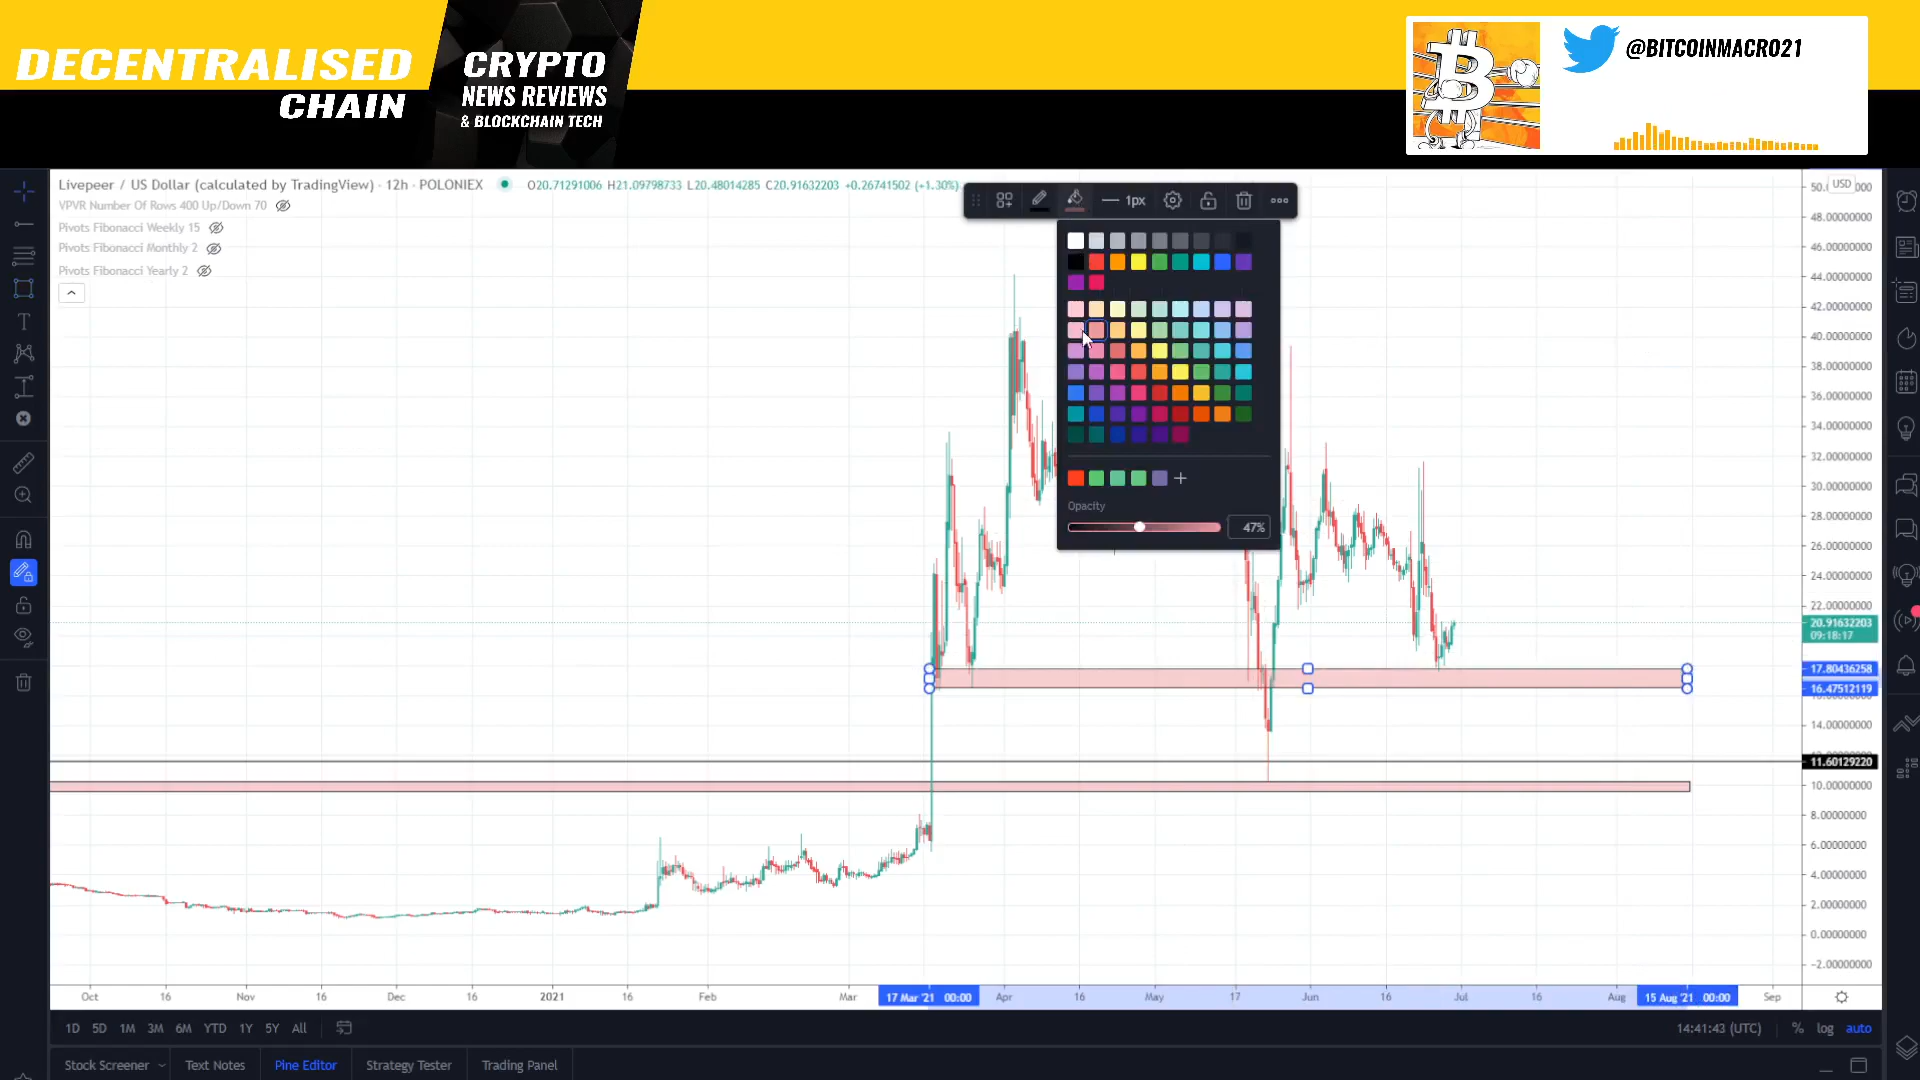 DECENTRALISED
CHAIN
CRYPTO
NEWS REVIEWS
& BLOCKCHAIN TECH
@BITCOINMACRO21
Livepeer / US Dollar (calculated by TradingView) · 12h · POLONIEX
O20.71291006 H21.09798733 L20.48014285 C20.91632203 +0.26741502 (+1.30%)
VPVR Number Of Rows 400 Up/Down 70
Pivots Fibonacci Weekly 15
Pivots Fibonacci Monthly 2
Pivots Fibonacci Yearly 2
1px
Opacity
47%
USD
48.00000000
46.00000000
44.00000000
42.00000000
40.00000000
38.00000000
36.00000000
34.00000000
32.00000000
30.00000000
28.00000000
26.00000000
24.00000000
22.00000000
20.91632203
09:18:17
17.80436258
16.47512119
14.00000000
11.60129220
10.00000000
8.00000000
6.00000000
4.00000000
2.00000000
0.00000000
-2.00000000
Oct 16 Nov 16 Dec 16 2021 16 Feb Mar 17 Mar '21 00:00 Apr 16 May 17 Jun 16 Jul 16 Aug 15 Aug '21 00:00 Sep
1D 5D 1M 3M 6M YTD 1Y 5Y All
14:41:43 (UTC) % log auto
Stock Screener Text Notes Pine Editor Strategy Tester Trading Panel